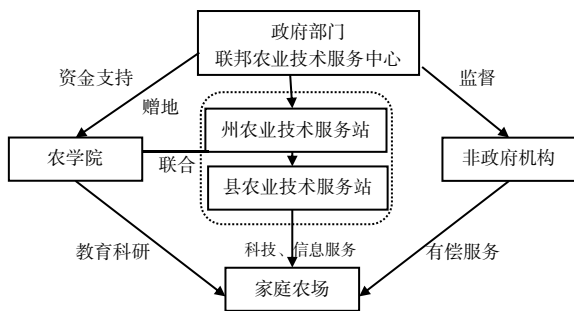 政府部门
联邦农业技术服务中心
资金支持
监督
赠地
州农业技术服务站
农学院
联合
非政府机构
县农业技术服务站
教育科研
科技、信息服务
有偿服务
家庭农场